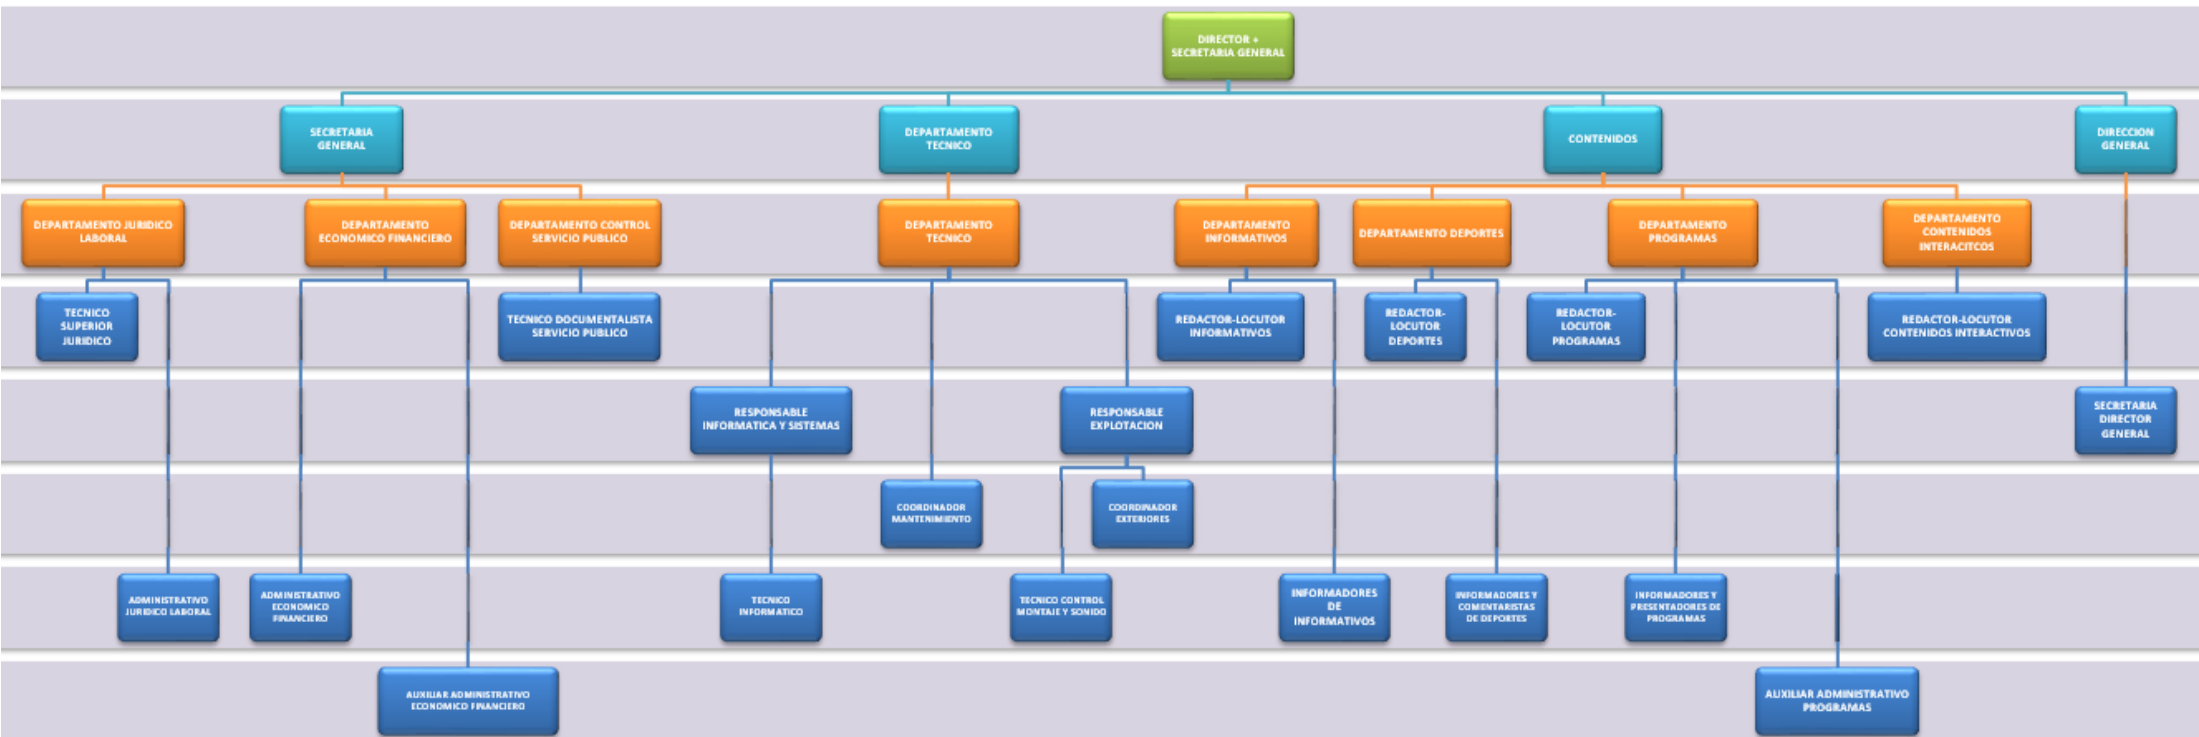 DIRECTOR +
SECRETARIA GENERAL
SECRETARIA
GENERAL
DEPARTAMENTO
TECNICO
CONTENIDOS
DIRECCION
GENERAL
DEPARTAMENTO JURIDICO
LABORAL
DEPARTAMENTO
ECONOMICO FINANCIERO
DEPARTAMENTO CONTROL
SERVICIO PUBLICO
DEPARTAMENTO
TECNICO
DEPARTAMENTO
INFORMATIVOS
DEPARTAMENTO DEPORTES
DEPARTAMENTO
PROGRAMAS
DEPARTAMENTO
CONTENIDOS
INTERACITCOS
TECNICO
SUPERIOR
JURIDICO
TECNICO DOCUMENTALISTA
SERVICIO PUBLICO
REDACTOR-LOCUTOR
INFORMATIVOS
REDACTOR-
LOCUTOR
DEPORTES
REDACTOR-
LOCUTOR
PROGRAMAS
REDACTOR-LOCUTOR
CONTENIDOS INTERACTIVOS
RESPONSABLE
INFORMATICA Y SISTEMAS
RESPONSABLE
EXPLOTACION
SECRETARIA
DIRECTOR
GENERAL
COORDINADOR
MANTENIMIENTO
COORDINADOR
EXTERIORES
ADMINISTRATIVO
JURIDICO LABORAL
ADMINISTRATIVO
ECONOMICO
FINANCIERO
TECNICO
INFORMATICO
TECNICO CONTROL
MONTAJE Y SONIDO
INFORMADORES
DE
INFORMATIVOS
INFORMADORES Y
COMENTARISTAS
DE DEPORTES
INFORMADORES Y
PRESENTADORES DE
PROGRAMAS
AUXILIAR ADMINISTRATIVO
ECONOMICO FINANCIERO
AUXILIAR ADMINISTRATIVO
PROGRAMAS